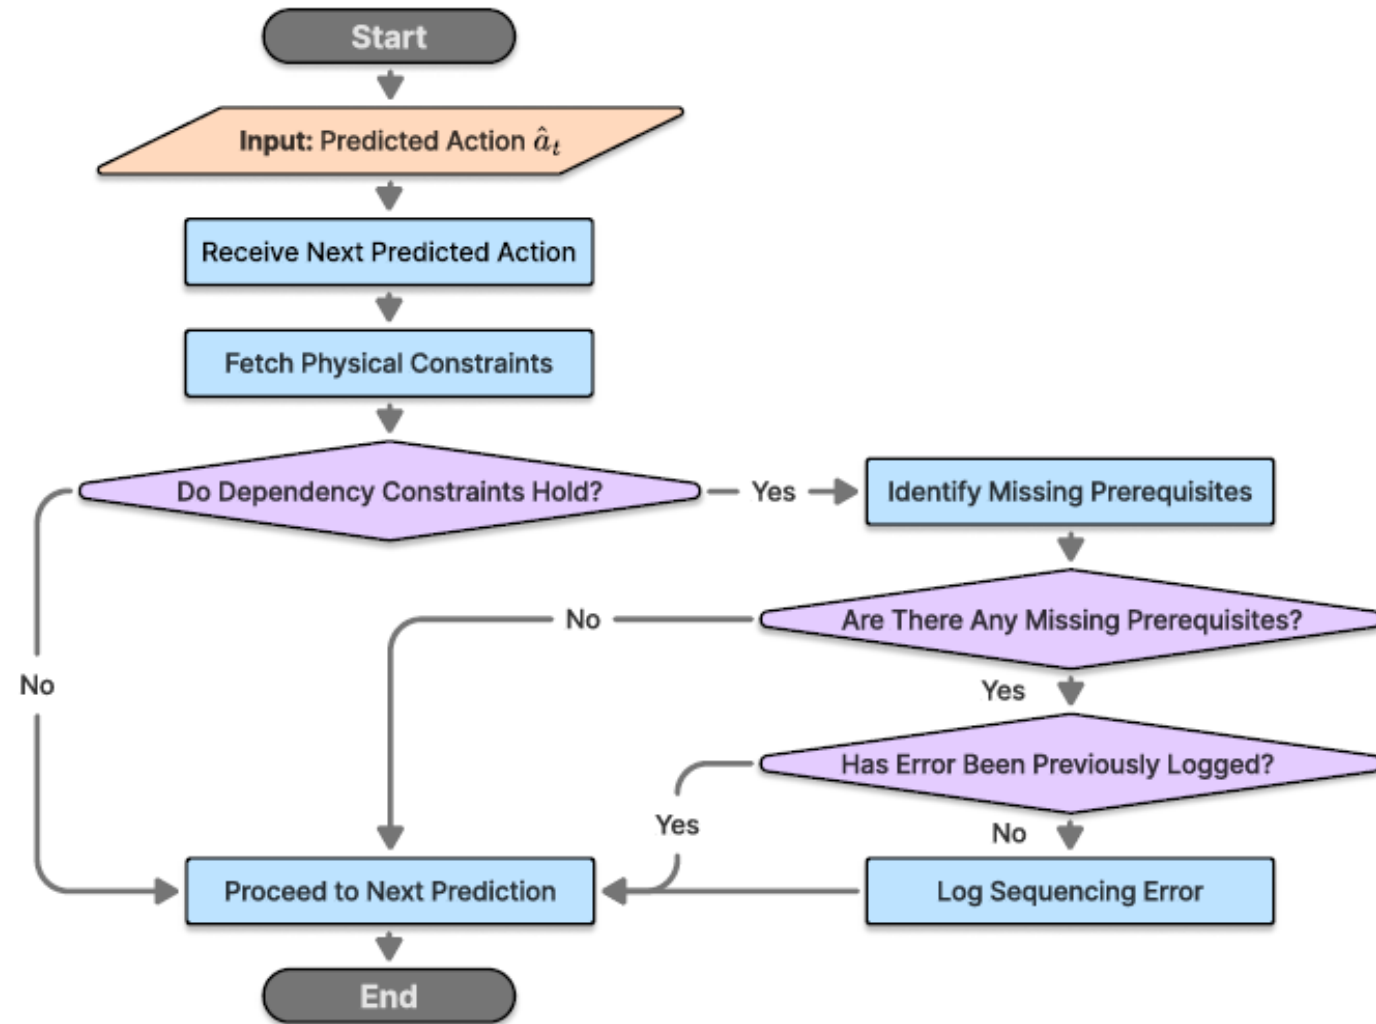 Start
Input: Predicted Action $\hat{a}_t$
Receive Next Predicted Action
Fetch Physical Constraints
Do Dependency Constraints Hold?
Yes
Identify Missing Prerequisites
No
Are There Any Missing Prerequisites?
No
Yes
Has Error Been Previously Logged?
Yes
No
Proceed to Next Prediction
Log Sequencing Error
End